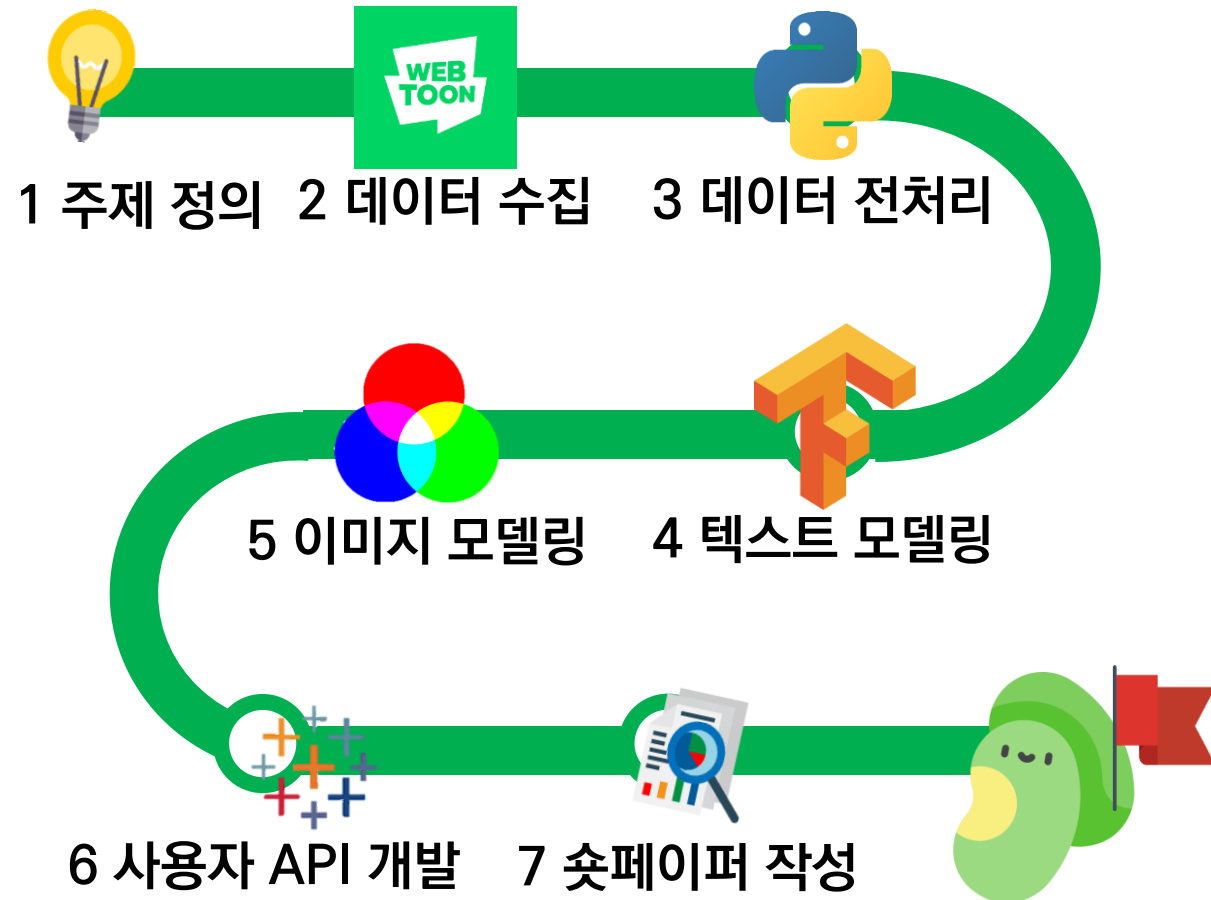 WEB
TOON
1 주제 정의
2 데이터 수집
3 데이터 전처리
4 텍스트 모델링
5 이미지 모델링
6 사용자 API 개발
7 숏페이퍼 작성